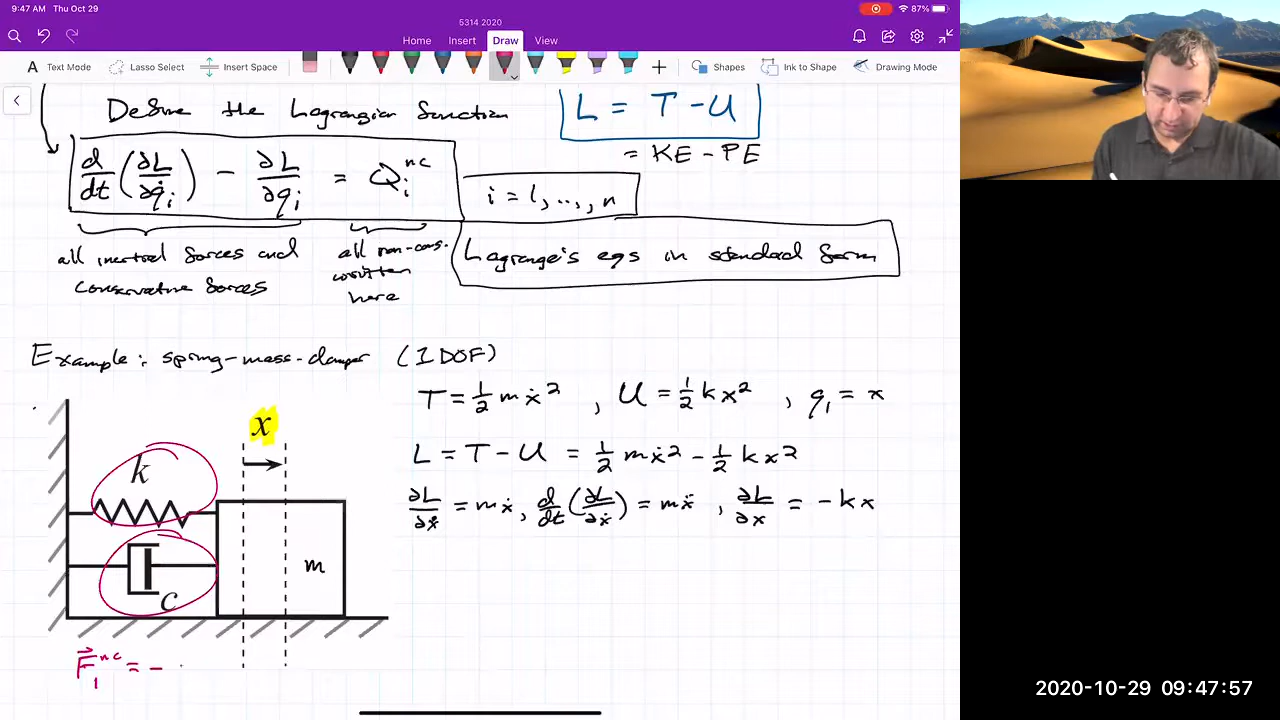 9:47 AM Thu Oct 29
87%
5314 2020
Home Insert Draw View
Text Mode Lasso Select Insert Space Shapes Ink to Shape Drawing Mode
Define the Lagrangian function
L = T - U
= KE - PE
d/dt (∂L/∂q̇ᵢ) - ∂L/∂qᵢ = Qᵢⁿᶜ
i = 1, ..., n
all inertial forces and
conservative forces
all non-cons.
written
here
Lagrange's eqs in standard form
Example: spring-mass-damper (1 DOF)
T = ½ m ẋ² , U = ½ k x² , q₁ = x
L = T - U = ½ m ẋ² - ½ k x²
∂L/∂ẋ = m ẋ , d/dt (∂L/∂ẋ) = m ẍ , ∂L/∂x = - k x
x
k
m
c
F⃗₁ⁿᶜ = -
2020-10-29 09:47:57